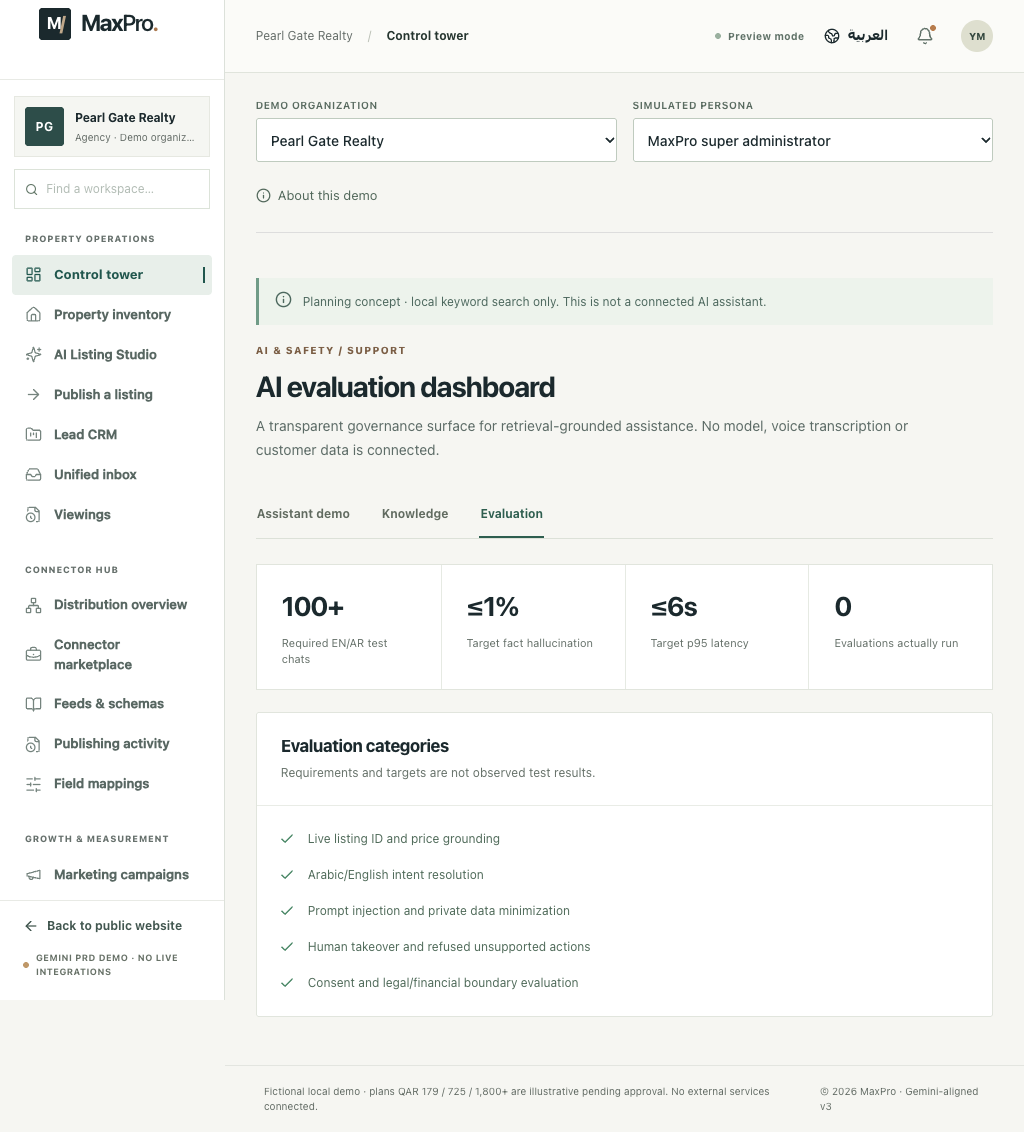 M/ MaxPro.
PG
Pearl Gate Realty
Agency · Demo organiz...
Find a workspace...
PROPERTY OPERATIONS
Control tower
Property inventory
AI Listing Studio
Publish a listing
Lead CRM
Unified inbox
Viewings
CONNECTOR HUB
Distribution overview
Connector
marketplace
Feeds & schemas
Publishing activity
Field mappings
GROWTH & MEASUREMENT
Marketing campaigns
Back to public website
GEMINI PRD DEMO · NO LIVE
INTEGRATIONS
Pearl Gate Realty / Control tower
Preview mode
العربية
YM
DEMO ORGANIZATION
Pearl Gate Realty
SIMULATED PERSONA
MaxPro super administrator
About this demo
Planning concept · local keyword search only. This is not a connected AI assistant.
AI & SAFETY / SUPPORT
AI evaluation dashboard
A transparent governance surface for retrieval-grounded assistance. No model, voice transcription or
customer data is connected.
Assistant demo
Knowledge
Evaluation
100+
Required EN/AR test
chats
≤1%
Target fact hallucination
≤6s
Target p95 latency
0
Evaluations actually run
Evaluation categories
Requirements and targets are not observed test results.
Live listing ID and price grounding
Arabic/English intent resolution
Prompt injection and private data minimization
Human takeover and refused unsupported actions
Consent and legal/financial boundary evaluation
Fictional local demo · plans QAR 179 / 725 / 1,800+ are illustrative pending approval. No external services
connected.
© 2026 MaxPro · Gemini-aligned
v3